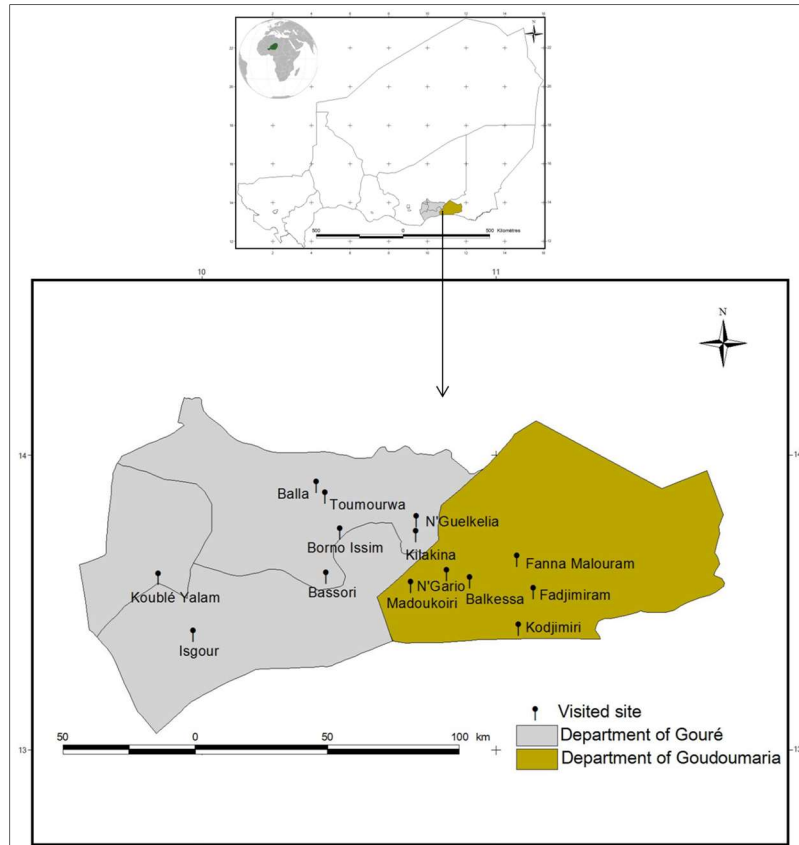 N
500 0 500 Kilomètres
10 11
N
14
Balla
Toumourwa
N'Guelkelia
Borno Issim
Kilakina
Fanna Malouram
Bassori
N'Gario
Koublé Yalam
Madoukoiri
Balkessa
Fadjimiram
Isgour
Kodjimiri
Visited site
Department of Gouré
50 0 50 100 km
13
Department of Goudoumaria